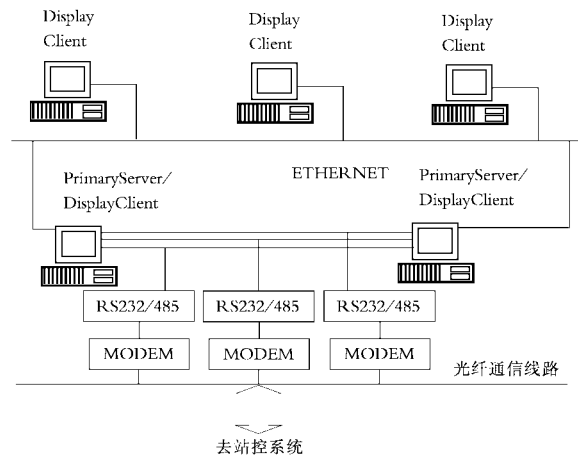 Display
Client
Display
Client
Display
Client
ETHERNET
PrimaryServer/
DisplayClient
PrimaryServer/
DisplayClient
RS232/485
RS232/485
RS232/485
MODEM
MODEM
MODEM
光纤通信线路
去站控系统